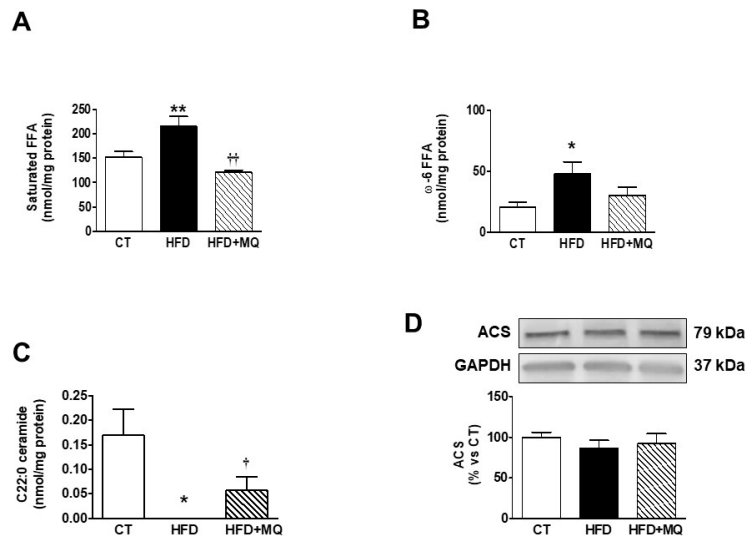 A
Saturated FFA
(nmol/mg protein)
250
200
150
100
50
0
**
††
CT HFD HFD+MQ
B
ω-6 FFA
(nmol/mg protein)
100
50
0
*
CT HFD HFD+MQ
C
C22:0 ceramide
(nmol/mg protein)
0.25
0.20
0.15
0.10
0.05
0.00
*
†
CT HFD HFD+MQ
D
ACS 79 kDa
GAPDH 37 kDa
ACS
(% vs CT)
150
100
50
0
CT HFD HFD+MQ